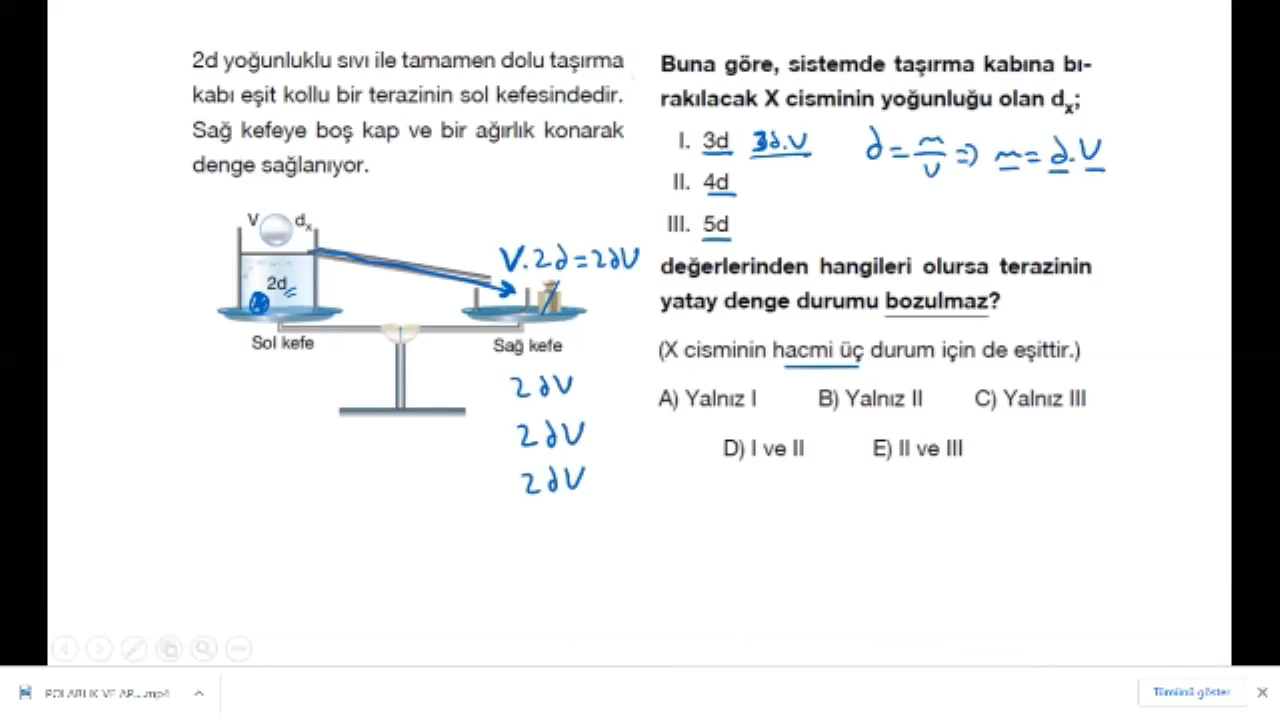 2d yoğunluklu sıvı ile tamamen dolu taşırma
kabı eşit kollu bir terazinin sol kefesindedir.
Sağ kefeye boş kap ve bir ağırlık konarak
denge sağlanıyor.
V dₓ
2d
V.2d=2dV
Sol kefe
Sağ kefe
2dV
2dV
2dV
Buna göre, sistemde taşırma kabına bı-
rakılacak X cisminin yoğunluğu olan dₓ;
I. 3d 3d.V d=m/v => m=d.V
II. 4d
III. 5d
değerlerinden hangileri olursa terazinin
yatay denge durumu bozulmaz?
(X cisminin hacmi üç durum için de eşittir.)
A) Yalnız I B) Yalnız II C) Yalnız III
D) I ve II E) II ve III
Tümünü göster